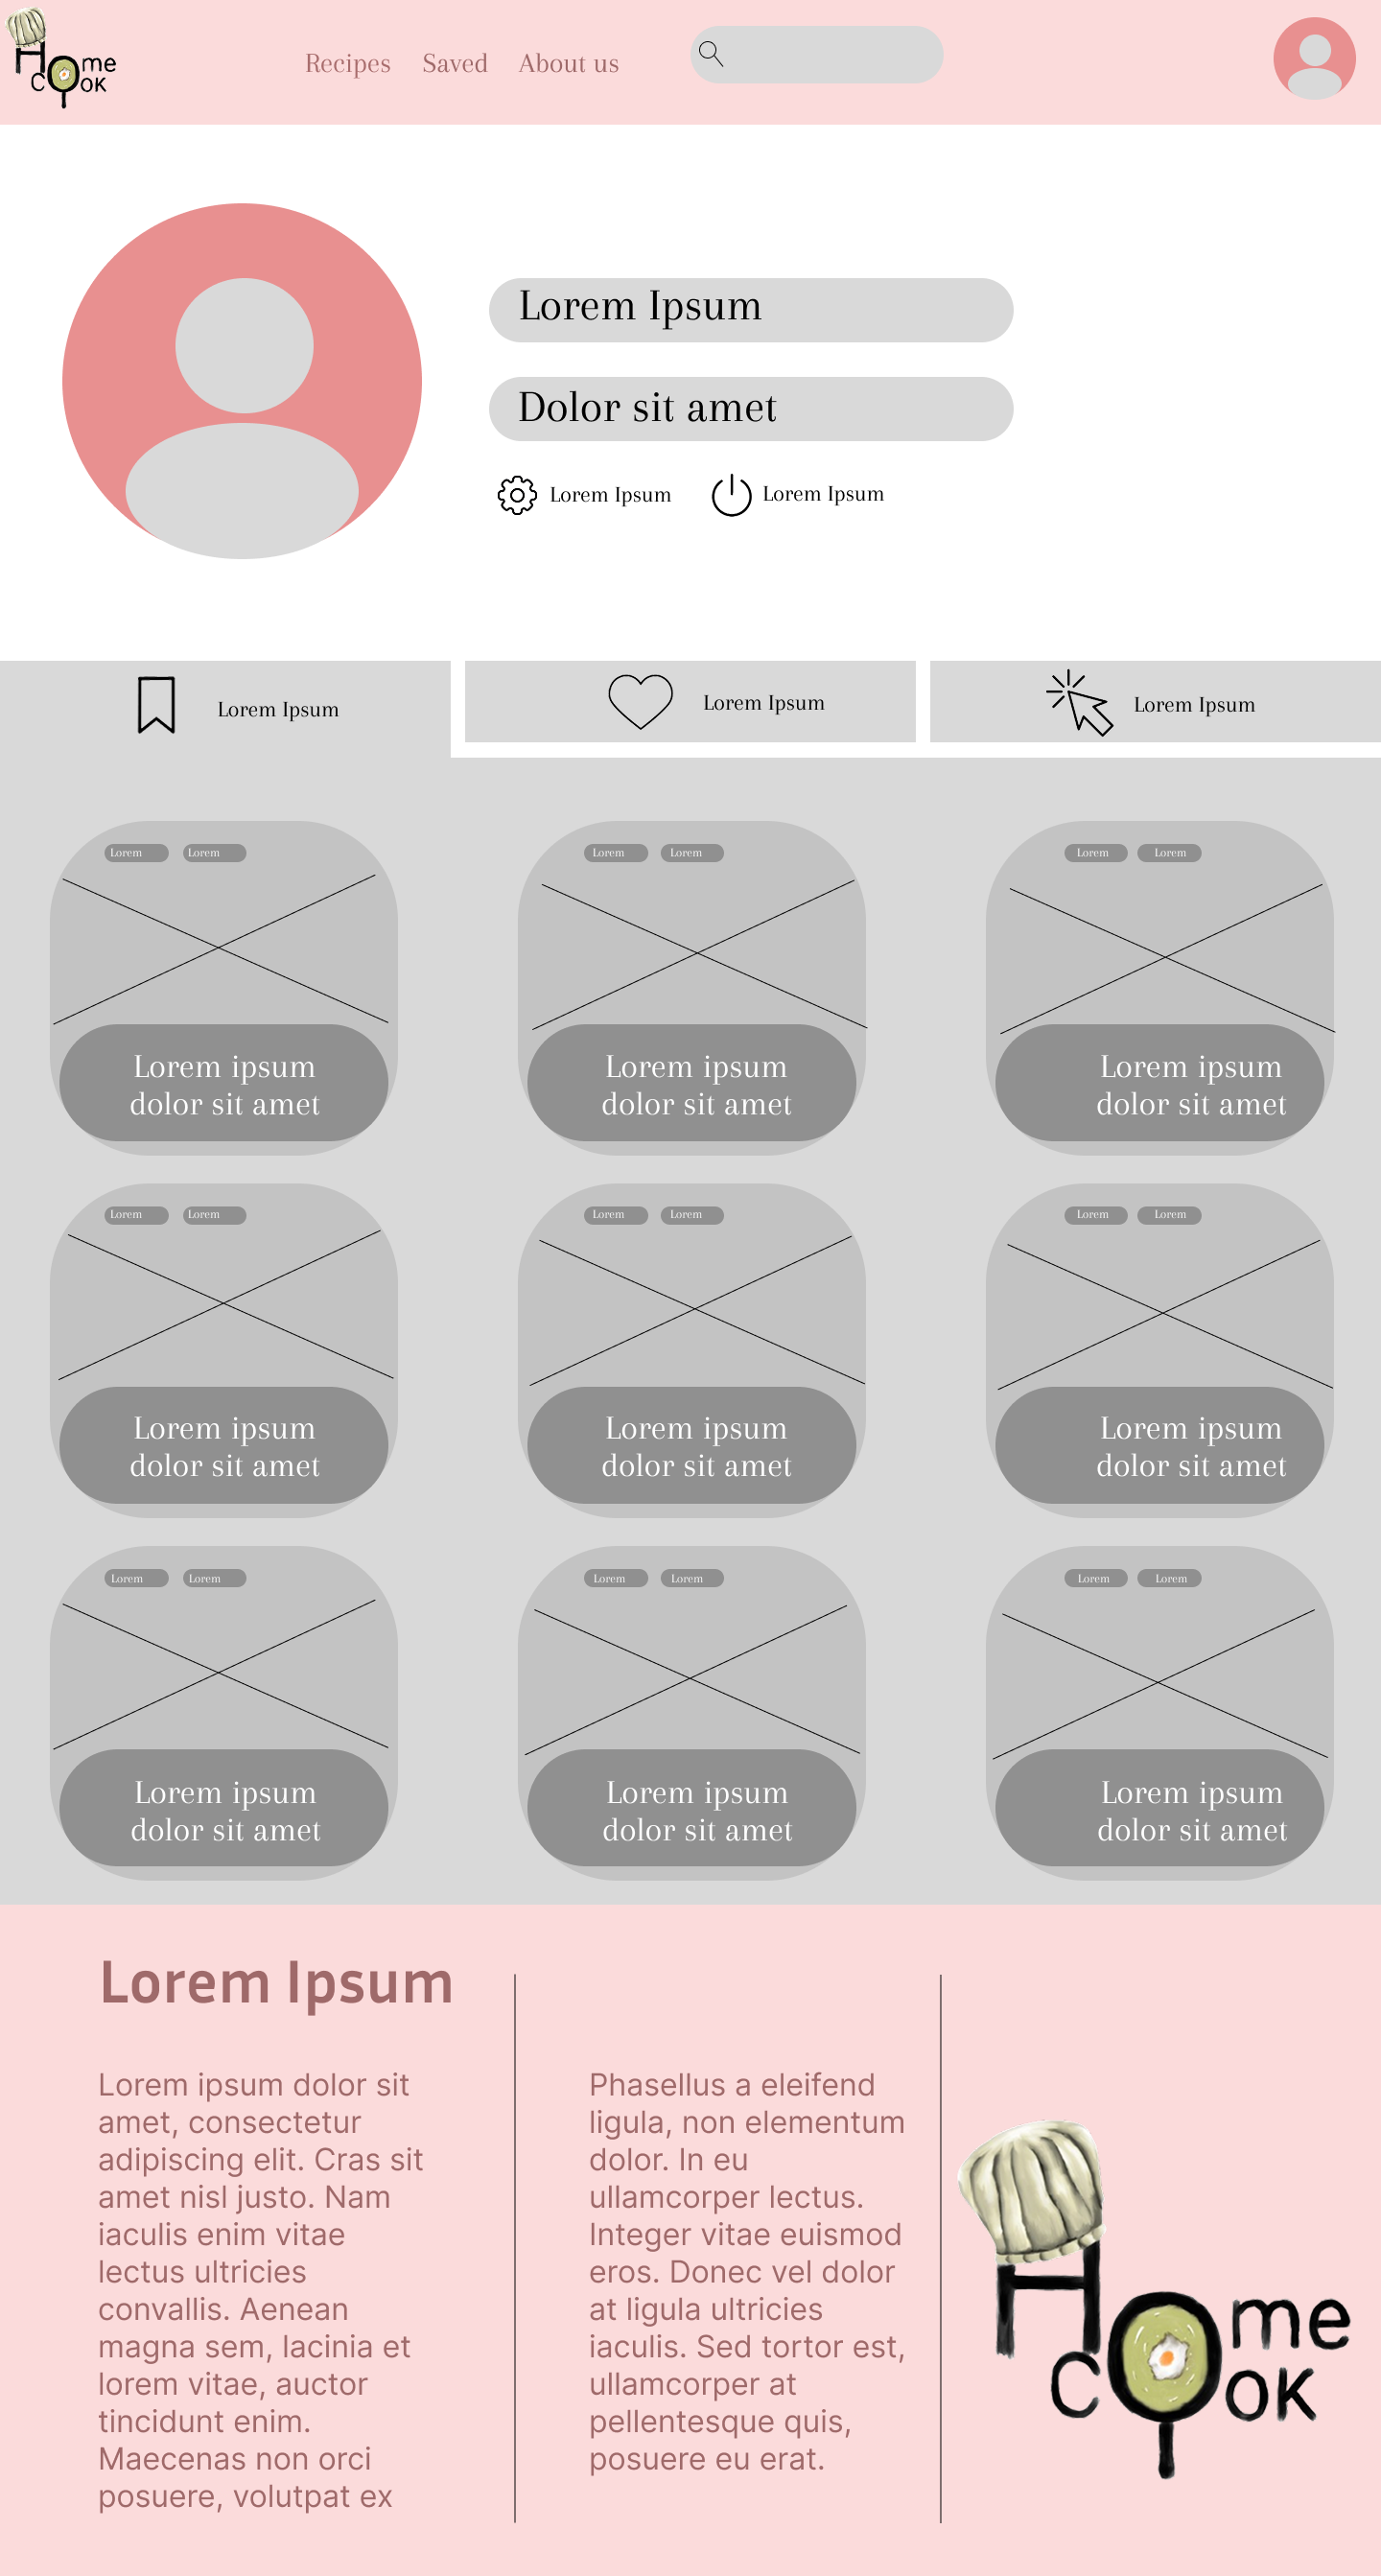 Home
Cook
Recipes Saved About us
Lorem Ipsum
Dolor sit amet
Lorem Ipsum Lorem Ipsum
Lorem Ipsum Lorem Ipsum Lorem Ipsum
Lorem Lorem Lorem Lorem Lorem Lorem
Lorem ipsum Lorem ipsum Lorem ipsum
dolor sit amet dolor sit amet dolor sit amet
Lorem Lorem Lorem Lorem Lorem Lorem
Lorem ipsum Lorem ipsum Lorem ipsum
dolor sit amet dolor sit amet dolor sit amet
Lorem Lorem Lorem Lorem Lorem Lorem
Lorem ipsum Lorem ipsum Lorem ipsum
dolor sit amet dolor sit amet dolor sit amet
Lorem Ipsum
Lorem ipsum dolor sit
amet, consectetur
adipiscing elit. Cras sit
amet nisl justo. Nam
iaculis enim vitae
lectus ultricies
convallis. Aenean
magna sem, lacinia et
lorem vitae, auctor
tincidunt enim.
Maecenas non orci
posuere, volutpat ex
Phasellus a eleifend
ligula, non elementum
dolor. In eu
ullamcorper lectus.
Integer vitae euismod
eros. Donec vel dolor
at ligula ultricies
iaculis. Sed tortor est,
ullamcorper at
pellentesque quis,
posuere eu erat.
Home
Cook